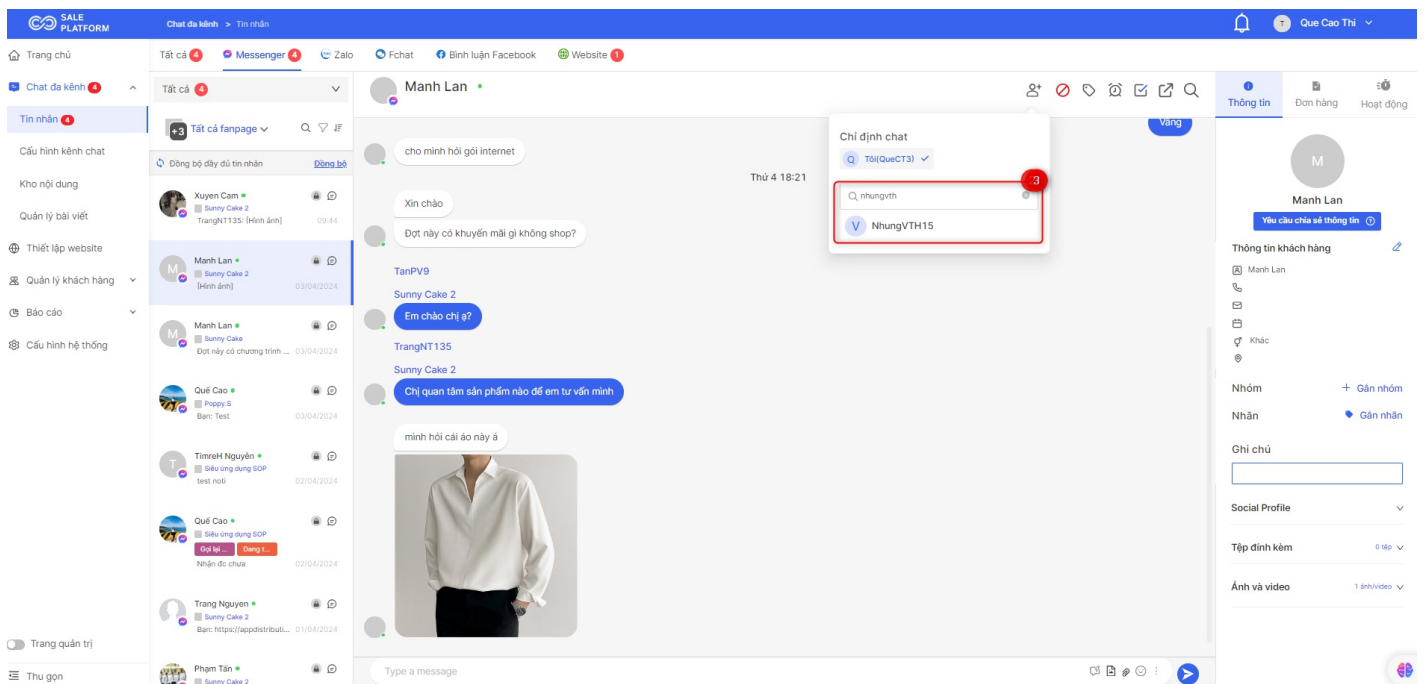 SALE
PLATFORM
Chat đa kênh > Tin nhắn
T Que Cao Thi
Trang chủ
Chat đa kênh 4
Tin nhắn 4
Cấu hình kênh chat
Kho nội dung
Quản lý bài viết
Thiết lập website
Quản lý khách hàng
Báo cáo
Cấu hình hệ thống
Trang quản trị
Thu gọn
Tất cả 4 Messenger 4 Zalo Fchat Bình luận Facebook Website 1
Tất cả 4
+3 Tất cả fanpage
Đồng bộ đầy đủ tin nhắn Đồng bộ
Xuyen Cam
Sunny Cake 2
TrangNT135: [Hình ảnh] 09:44
M Manh Lan
Sunny Cake 2
[Hình ảnh] 03/04/2024
M Manh Lan
Sunny Cake
Đợt này có chương trình ... 03/04/2024
Quế Cao
Poppy.S
Bạn: Test 03/04/2024
T TimreH Nguyên
Siêu ứng dụng SOP
test noti 02/04/2024
Quế Cao
Siêu ứng dụng SOP
Gọi lại ... Đang t...
Nhận đc chưa 02/04/2024
Trang Nguyen
Sunny Cake 2
Bạn: https://appdistributi... 01/04/2024
Phạm Tấn
Sunny Cake 2
Manh Lan
Vâng
cho mình hỏi gói internet
Thứ 4 18:21
Xin chào
Đợt này có khuyến mãi gì không shop?
TanPV9
Sunny Cake 2
Em chào chị ạ?
TrangNT135
Sunny Cake 2
Chị quan tâm sản phẩm nào để em tư vấn mình
mình hỏi cái áo này á
Type a message
Chỉ định chat
Q Tôi(QueCT3)
3
nhungvth
V NhungVTH15
Thông tin Đơn hàng Hoạt động
M
Manh Lan
Yêu cầu chia sẻ thông tin
Thông tin khách hàng
Manh Lan
Khác
Nhóm + Gắn nhóm
Nhãn Gắn nhãn
Ghi chú
Social Profile
Tệp đính kèm 0 tệp
Ảnh và video 1 ảnh/video